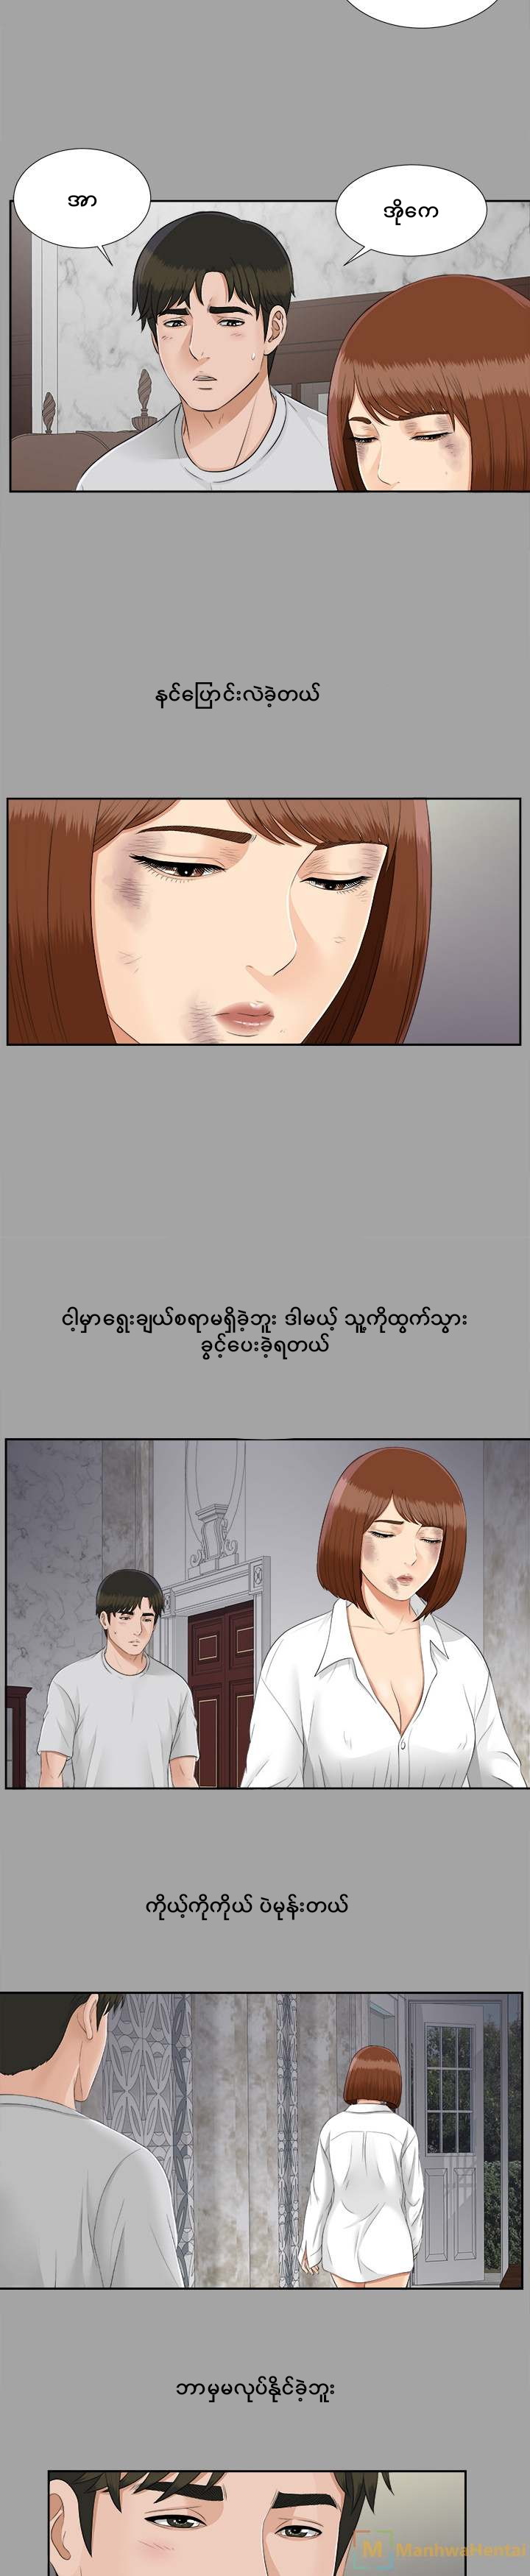 အာ
အိုကေ
နင်ပြောင်းလဲခဲ့တယ်
ငါ့မှာရွေးချယ်စရာမရှိခဲ့ဘူး ဒါမယ့် သူ့ကိုထွက်သွား
ခွင့်ပေးခဲ့ရတယ်
ကိုယ့်ကိုကိုယ် ပဲမုန်းတယ်
ဘာမှမလုပ်နိုင်ခဲ့ဘူး
M ManhwaHentai